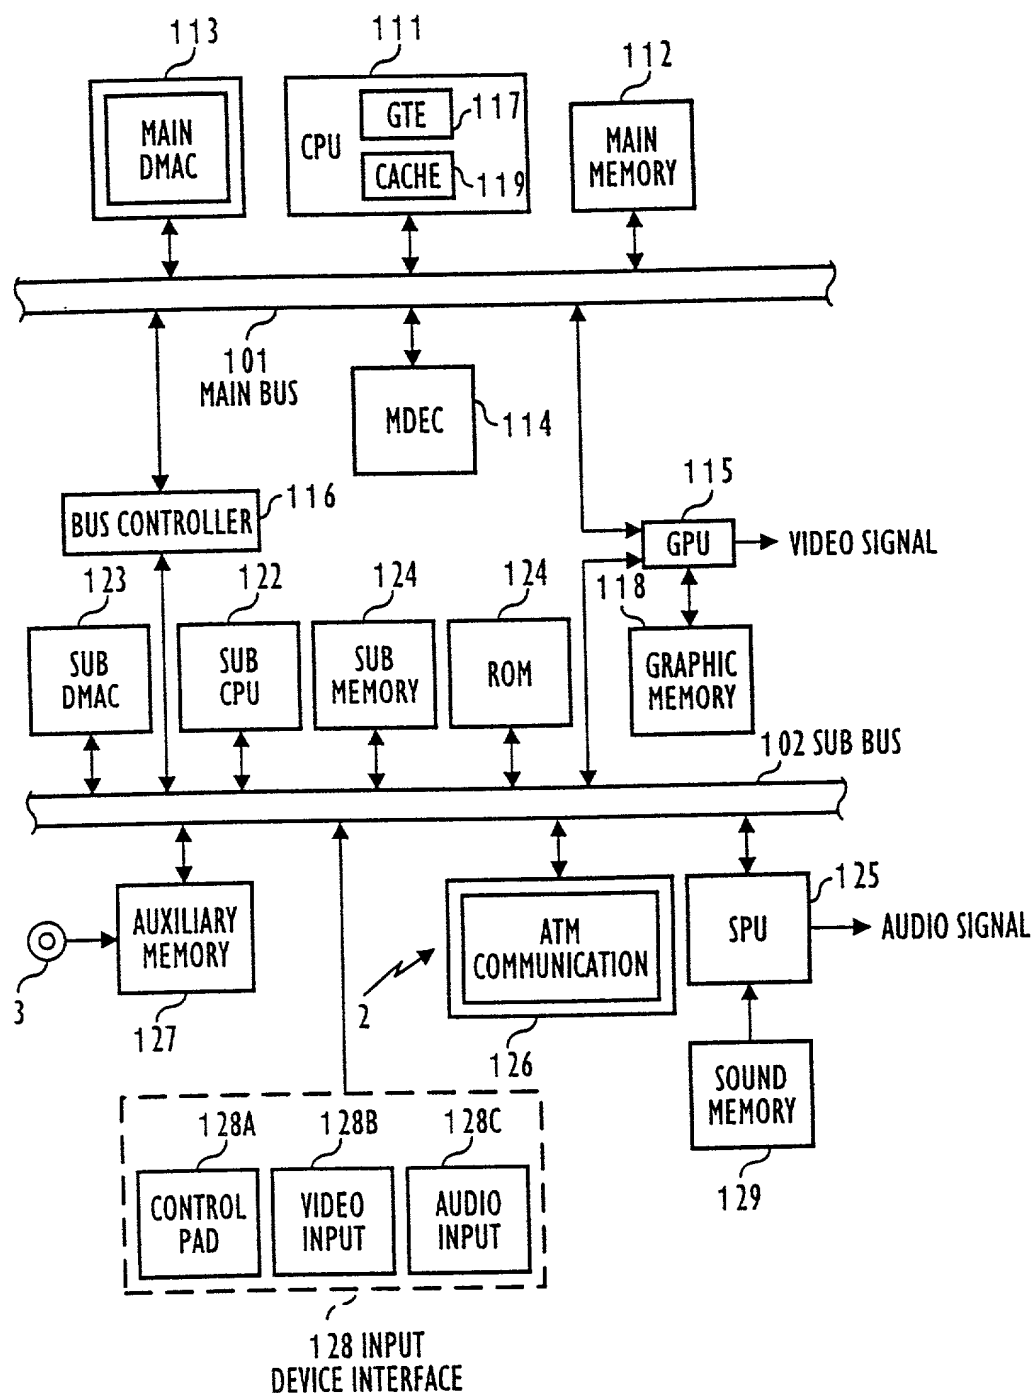 113
111
112
MAIN
DMAC
CPU
GTE
117
CACHE
119
MAIN
MEMORY
101
MAIN BUS
MDEC
114
BUS CONTROLLER
116
115
GPU
VIDEO SIGNAL
118
GRAPHIC
MEMORY
123
122
124
124
SUB
DMAC
SUB
CPU
SUB
MEMORY
ROM
102 SUB BUS
AUXILIARY
MEMORY
127
3
ATM
COMMUNICATION
2
126
SPU
125
AUDIO SIGNAL
SOUND
MEMORY
129
128A
128B
128C
CONTROL
PAD
VIDEO
INPUT
AUDIO
INPUT
128 INPUT
DEVICE INTERFACE